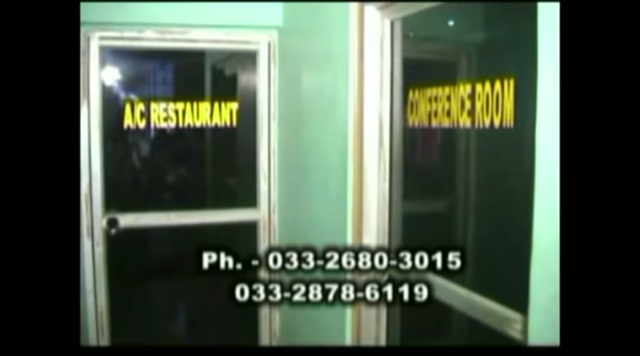 A/C RESTAURANT
CONFERENCE ROOM
Ph. - 033-2680-3015
033-2878-6119